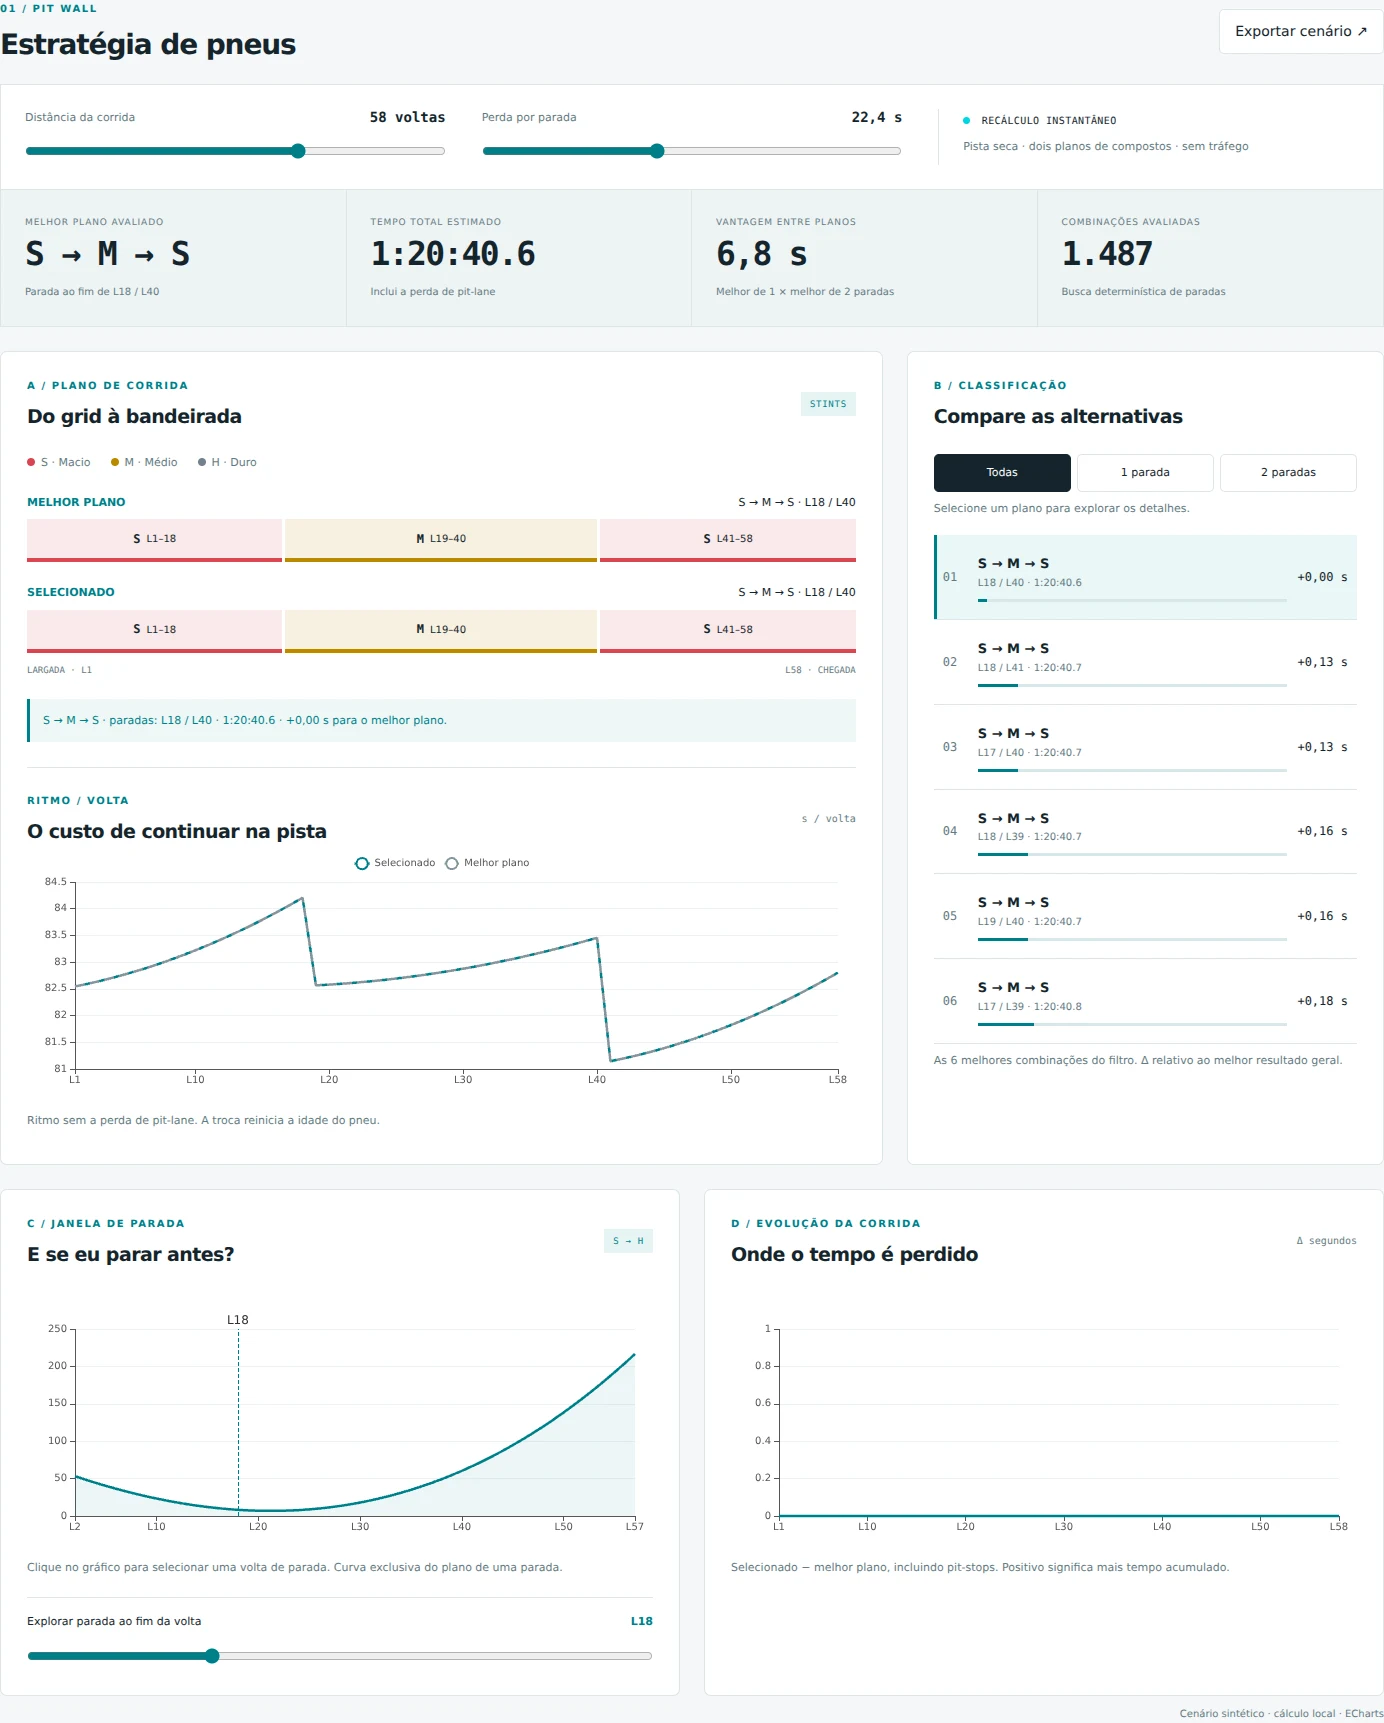 01 / PIT WALL
Estratégia de pneus
Exportar cenário ↗
Distância da corrida
58 voltas
Perda por parada
22,4 s
RECÁLCULO INSTANTÂNEO
Pista seca · dois planos de compostos · sem tráfego
MELHOR PLANO AVALIADO
S → M → S
Parada ao fim de L18 / L40
TEMPO TOTAL ESTIMADO
1:20:40.6
Inclui a perda de pit-lane
VANTAGEM ENTRE PLANOS
6,8 s
Melhor de 1 × melhor de 2 paradas
COMBINAÇÕES AVALIADAS
1.487
Busca determinística de paradas
A / PLANO DE CORRIDA
Do grid à bandeirada
STINTS
S · Macio
M · Médio
H · Duro
MELHOR PLANO
S → M → S · L18 / L40
S L1–18
M L19–40
S L41–58
SELECIONADO
S → M → S · L18 / L40
S L1–18
M L19–40
S L41–58
LARGADA · L1
L58 · CHEGADA
S → M → S · paradas: L18 / L40 · 1:20:40.6 · +0,00 s para o melhor plano.
RITMO / VOLTA
O custo de continuar na pista
s / volta
Selecionado
Melhor plano
84.5
84
83.5
83
82.5
82
81.5
81
L1
L10
L20
L30
L40
L50
L58
Ritmo sem a perda de pit-lane. A troca reinicia a idade do pneu.
B / CLASSIFICAÇÃO
Compare as alternativas
Todas
1 parada
2 paradas
Selecione um plano para explorar os detalhes.
01
S → M → S
L18 / L40 · 1:20:40.6
+0,00 s
02
S → M → S
L18 / L41 · 1:20:40.7
+0,13 s
03
S → M → S
L17 / L40 · 1:20:40.7
+0,13 s
04
S → M → S
L18 / L39 · 1:20:40.7
+0,16 s
05
S → M → S
L19 / L40 · 1:20:40.7
+0,16 s
06
S → M → S
L17 / L39 · 1:20:40.8
+0,18 s
As 6 melhores combinações do filtro. Δ relativo ao melhor resultado geral.
C / JANELA DE PARADA
E se eu parar antes?
S → H
L18
250
200
150
100
50
0
L2
L10
L20
L30
L40
L50
L57
Clique no gráfico para selecionar uma volta de parada. Curva exclusiva do plano de uma parada.
Explorar parada ao fim da volta
L18
D / EVOLUÇÃO DA CORRIDA
Onde o tempo é perdido
Δ segundos
1
0.8
0.6
0.4
0.2
0
L1
L10
L20
L30
L40
L50
L58
Selecionado − melhor plano, incluindo pit-stops. Positivo significa mais tempo acumulado.
Cenário sintético · cálculo local · ECharts